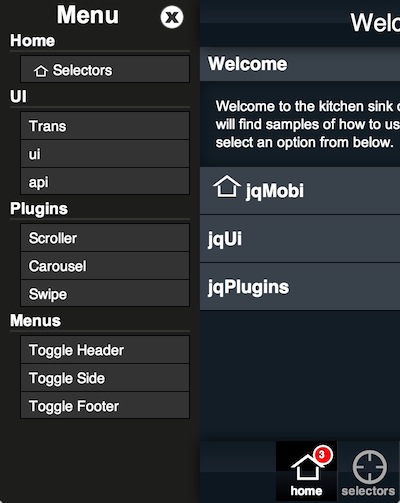 Menu
Home
Selectors
UI
Trans
ui
api
Plugins
Scroller
Carousel
Swipe
Menus
Toggle Header
Toggle Side
Toggle Footer
Welc
Welcome
Welcome to the kitchen sink
will find samples of how to us
select an option from below.
jqMobi
jqUi
jqPlugins
3
home
selectors